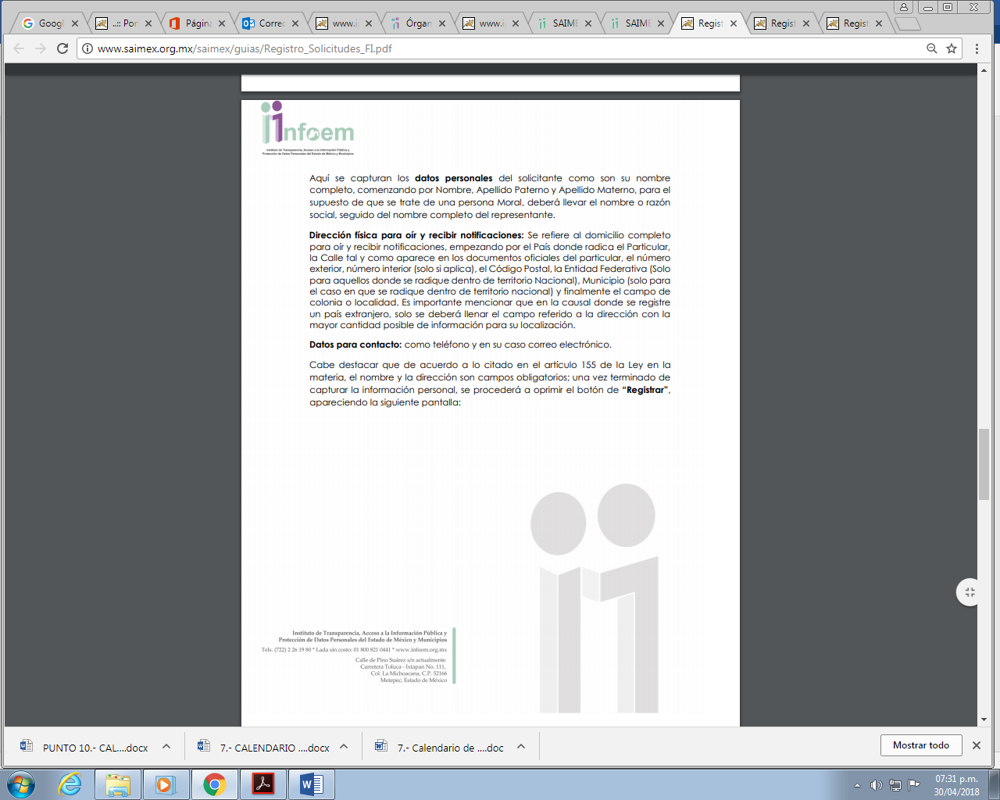 Googl
..:: Por
Página
Correc
www.i
Órgan
www.i
SAIME
SAIME
Regist
Regist
Regist
www.saimex.org.mx/saimex/guias/Registro_Solicitudes_FI.pdf
infoem
Instituto de Transparencia, Acceso a la Información Pública y
Protección de Datos Personales del Estado de México y Municipios
Aquí se capturan los datos personales del solicitante como son su nombre
completo, comenzando por Nombre, Apellido Paterno y Apellido Materno, para el
supuesto de que se trate de una persona Moral, deberá llevar el nombre o razón
social, seguido del nombre completo del representante.
Dirección física para oír y recibir notificaciones: Se refiere al domicilio completo
para oír y recibir notificaciones, empezando por el País donde radica el Particular,
la Calle tal y como aparece en los documentos oficiales del particular, el número
exterior, número interior (solo si aplica), el Código Postal, la Entidad Federativa (Solo
para aquellos donde se radique dentro de territorio Nacional), Municipio (solo para
el caso en que se radique dentro de territorio nacional) y finalmente el campo de
colonia o localidad. Es importante mencionar que en la causal donde se registre
un país extranjero, solo se deberá llenar el campo referido a la dirección con la
mayor cantidad posible de información para su localización.
Datos para contacto: como teléfono y en su caso correo electrónico.
Cabe destacar que de acuerdo a lo citado en el artículo 155 de la Ley en la
materia, el nombre y la dirección son campos obligatorios; una vez terminado de
capturar la información personal, se procederá a oprimir el botón de “Registrar”,
apareciendo la siguiente pantalla:
Instituto de Transparencia, Acceso a la Información Pública y
Protección de Datos Personales del Estado de México y Municipios
Tels. (722) 2 26 19 80 * Lada sin costo: 01 800 821 0441 * www.infoem.org.mx
Calle de Pino Suárez s/n actualmente
Carretera Toluca - Ixtapan No. 111,
Col. La Michoacana, C.P. 52166
Metepec, Estado de México
PUNTO 10.- CAL....docx
7.- CALENDARIO ....docx
7.- Calendario de ....doc
Mostrar todo
07:31 p.m.
30/04/2018